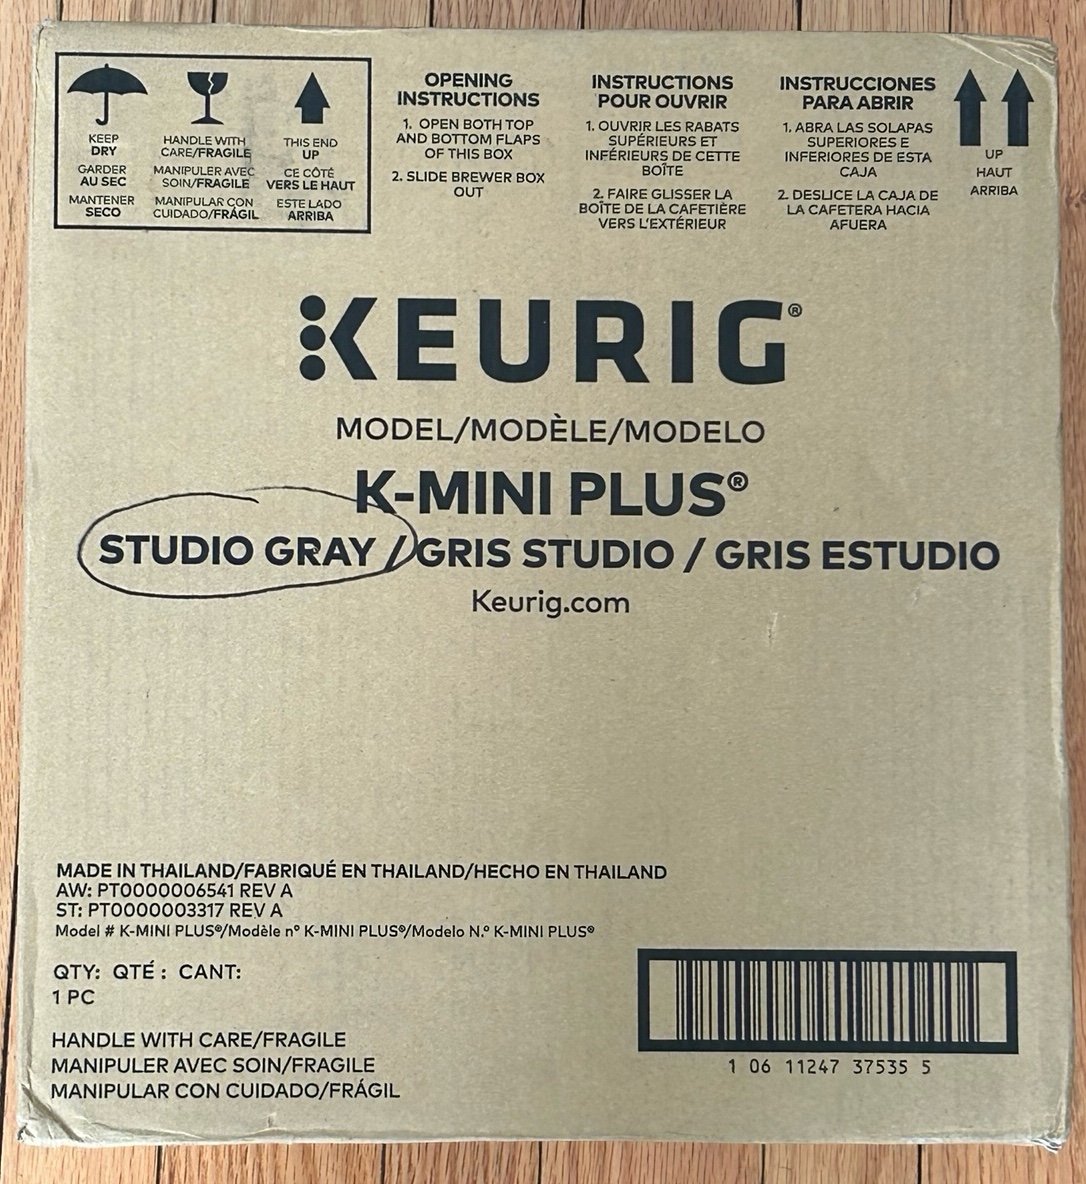 KEEP
DRY
GARDER
AU SEC
MANTENER
SECO
HANDLE WITH
CARE/FRAGILE
MANIPULER AVEC
SOIN/FRAGILE
MANIPULAR CON
CUIDADO/FRÁGIL
THIS END
UP
CE CÔTÉ
VERS LE HAUT
ESTE LADO
ARRIBA
OPENING
INSTRUCTIONS
1. OPEN BOTH TOP
AND BOTTOM FLAPS
OF THIS BOX
2. SLIDE BREWER BOX
OUT
INSTRUCTIONS
POUR OUVRIR
1. OUVRIR LES RABATS
SUPÉRIEURS ET
INFÉRIEURS DE CETTE
BOÎTE
2. FAIRE GLISSER LA
BOÎTE DE LA CAFETIÈRE
VERS L'EXTÉRIEUR
INSTRUCCIONES
PARA ABRIR
1. ABRA LAS SOLAPAS
SUPERIORES E
INFERIORES DE ESTA
CAJA
2. DESLICE LA CAJA DE
LA CAFETERA HACIA
AFUERA
UP
HAUT
ARRIBA
KEURIG®
MODEL/MODÈLE/MODELO
K-MINI PLUS®
STUDIO GRAY / GRIS STUDIO / GRIS ESTUDIO
Keurig.com
MADE IN THAILAND/FABRIQUÉ EN THAILAND/HECHO EN THAILAND
AW: PT0000006541 REV A
ST: PT0000003317 REV A
Model # K-MINI PLUS®/Modèle n° K-MINI PLUS®/Modelo N.° K-MINI PLUS®
QTY: QTÉ : CANT:
1 PC
HANDLE WITH CARE/FRAGILE
MANIPULER AVEC SOIN/FRAGILE
MANIPULAR CON CUIDADO/FRÁGIL
1 06 11247 37535 5